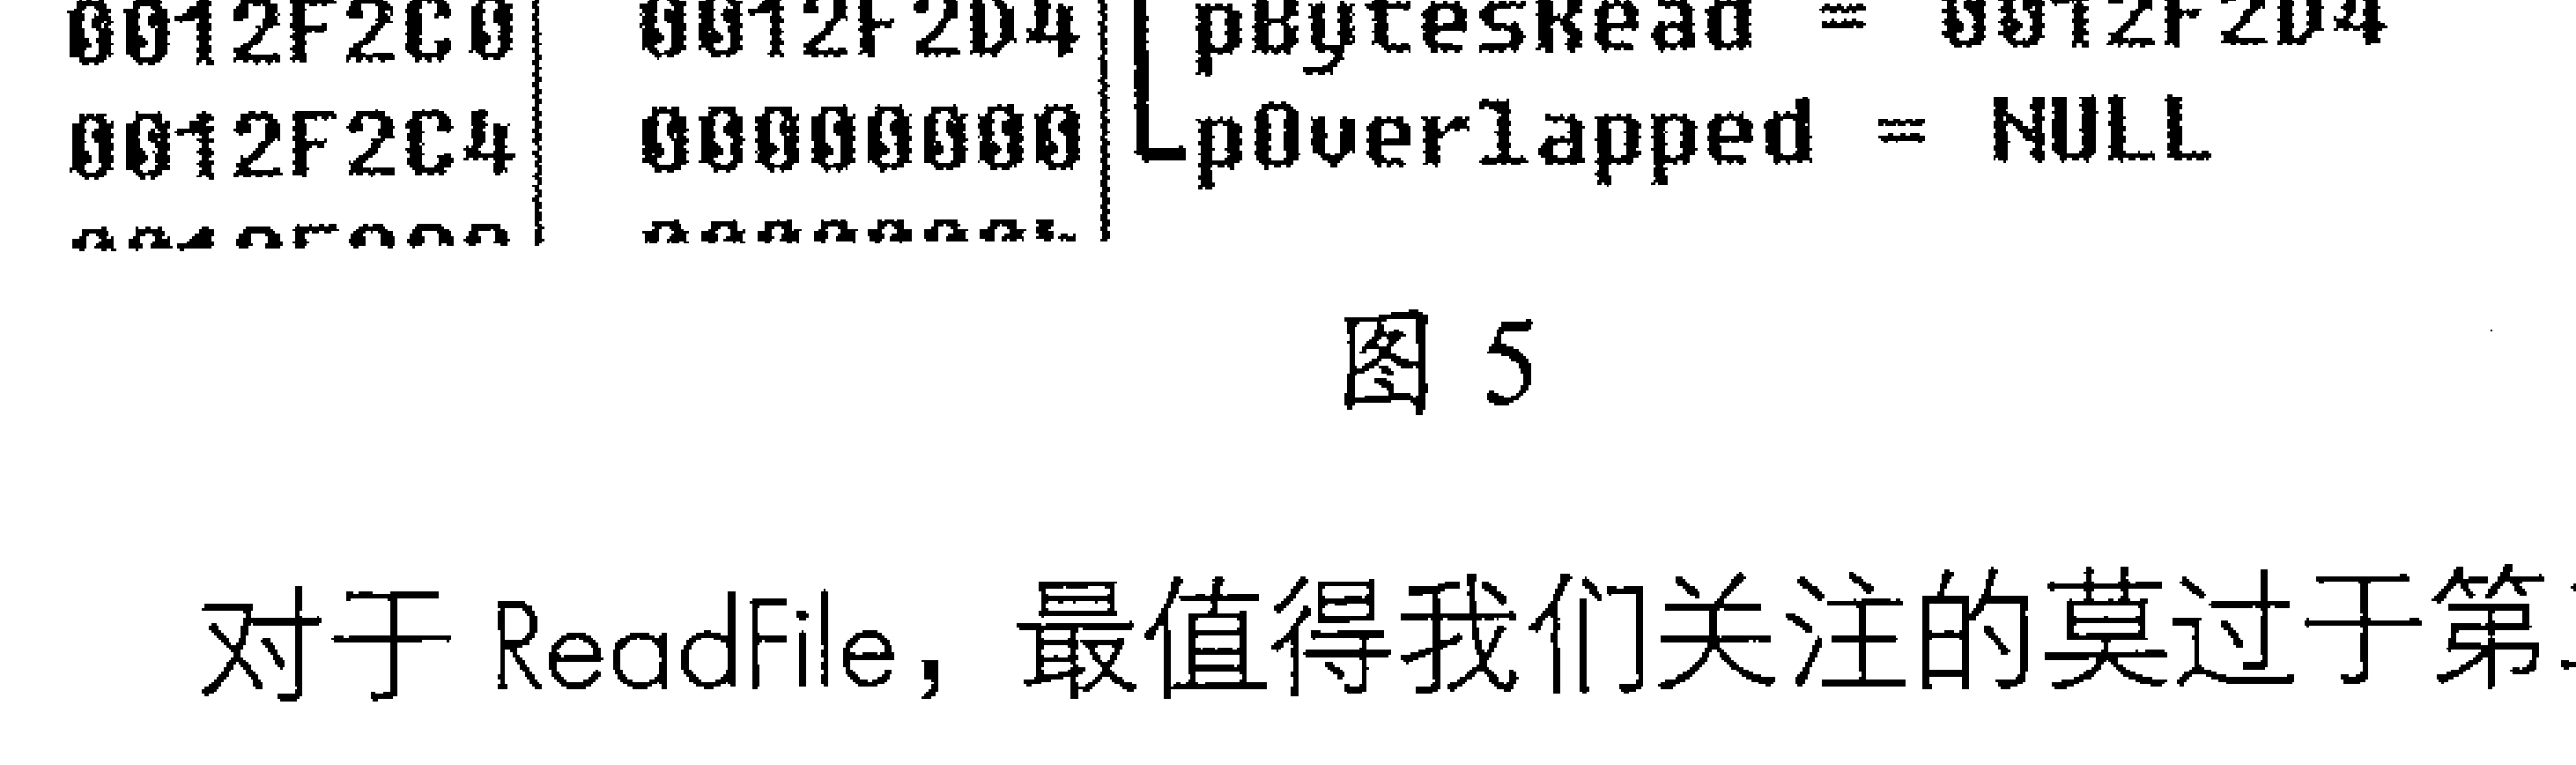 0012F2C0 0012F2D4 pBytesRead = 0012F2D4
0012F2C4 00000000 pOverlapped = NULL
图 5
对于 ReadFile，最值得我们关注的莫过于第